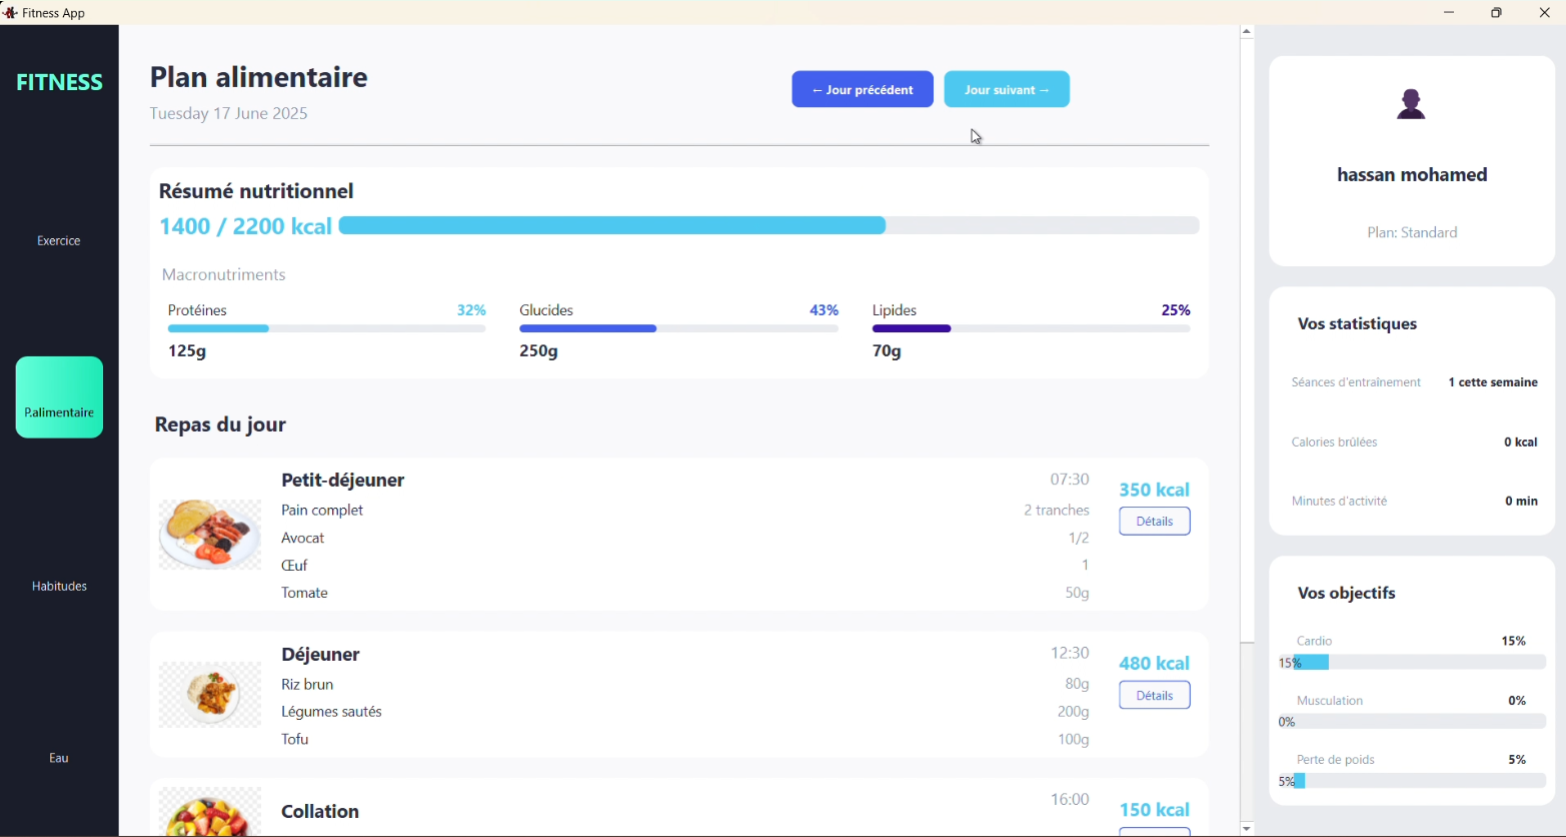 Fitness App
FITNESS
Exercice
P.alimentaire
Habitudes
Eau
Plan alimentaire
Tuesday 17 June 2025
← Jour précédent
Jour suivant →
Résumé nutritionnel
1400 / 2200 kcal
Macronutriments
Protéines 32%
125g
Glucides 43%
250g
Lipides 25%
70g
Repas du jour
Petit-déjeuner 07:30
350 kcal
Pain complet 2 tranches
Détails
Avocat 1/2
Œuf 1
Tomate 50g
Déjeuner 12:30
480 kcal
Riz brun 80g
Détails
Légumes sautés 200g
Tofu 100g
Collation 16:00
150 kcal
hassan mohamed
Plan: Standard
Vos statistiques
Séances d'entraînement 1 cette semaine
Calories brûlées 0 kcal
Minutes d'activité 0 min
Vos objectifs
Cardio 15%
15%
Musculation 0%
0%
Perte de poids 5%
5%